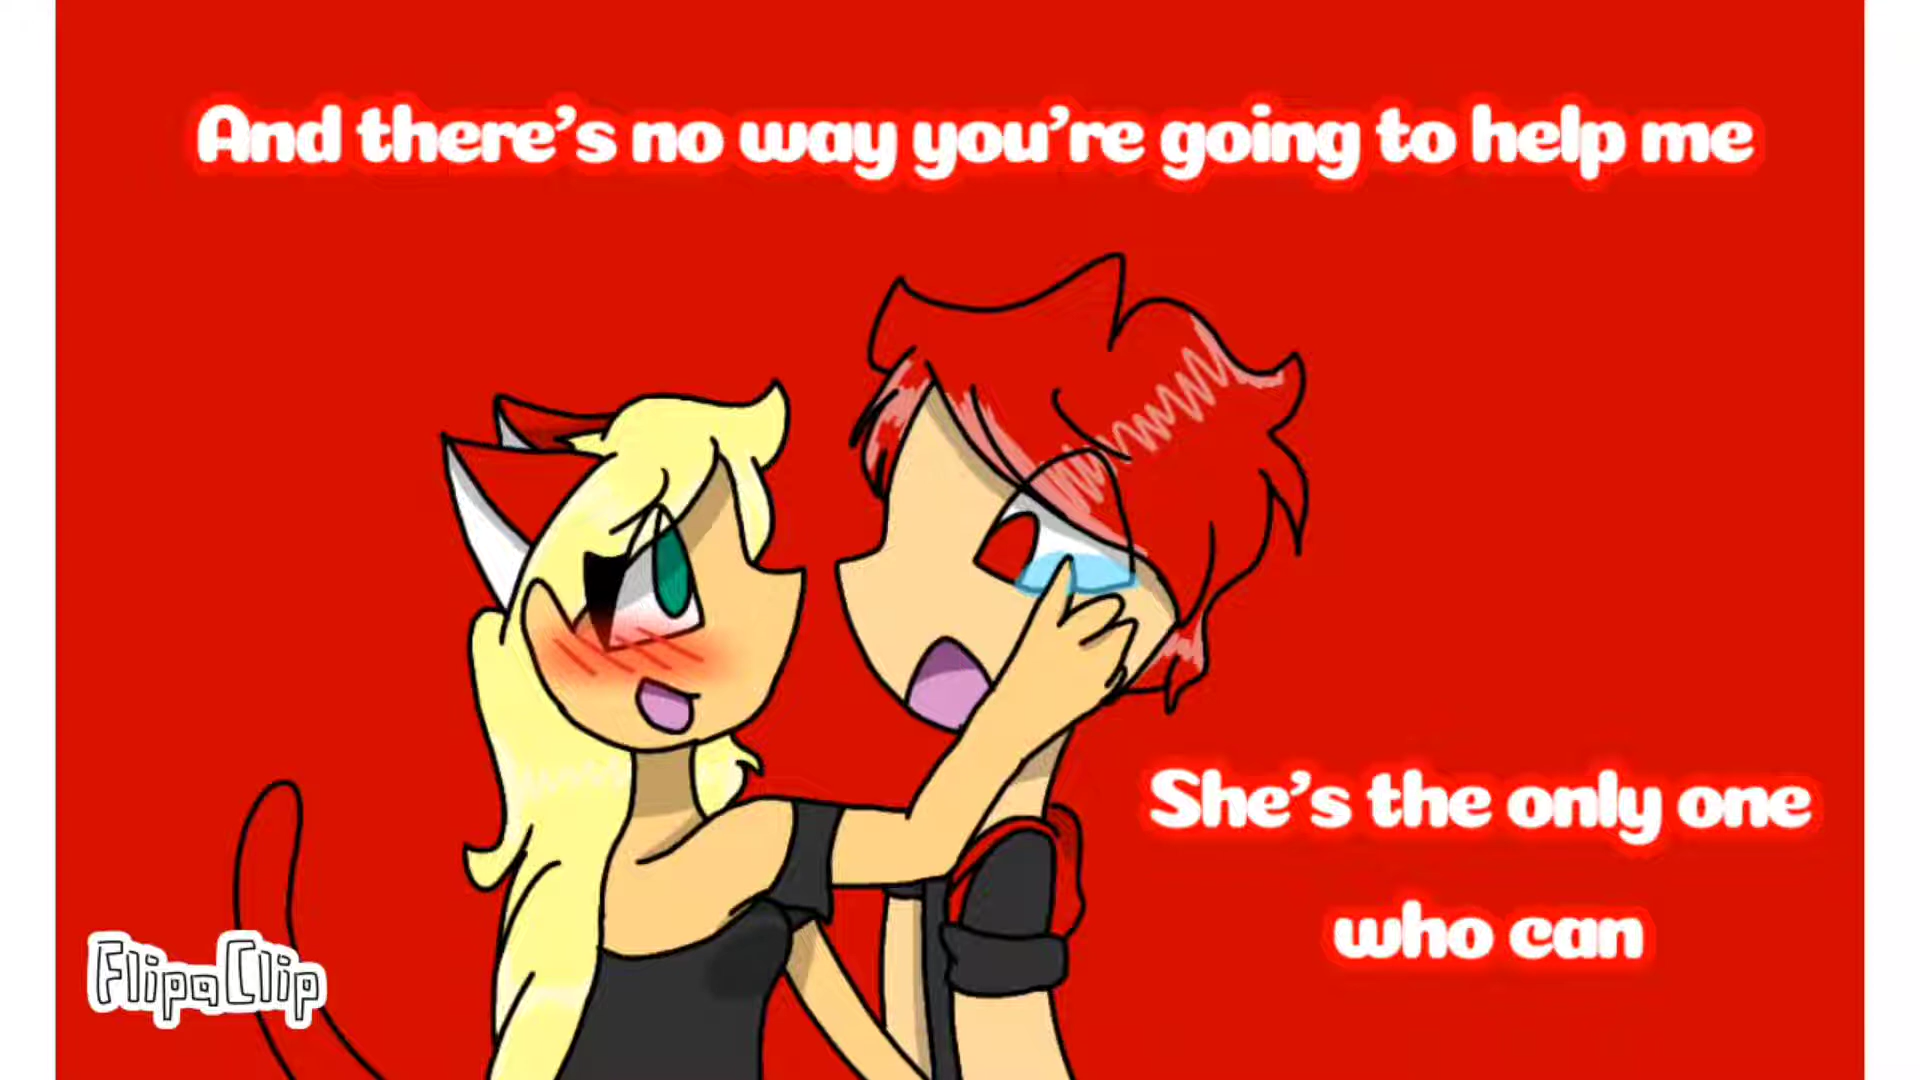 And there's no way you're going to help me
She's the only one
who can
FlipaClip